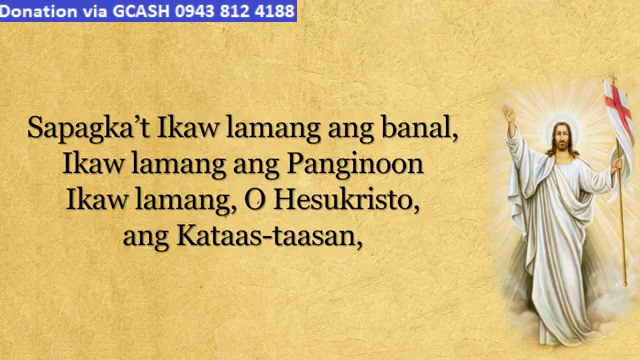 Donation via GCASH 0943 812 4188
Sapagka’t Ikaw lamang ang banal,
Ikaw lamang ang Panginoon
Ikaw lamang, O Hesukristo,
ang Kataas-taasan,